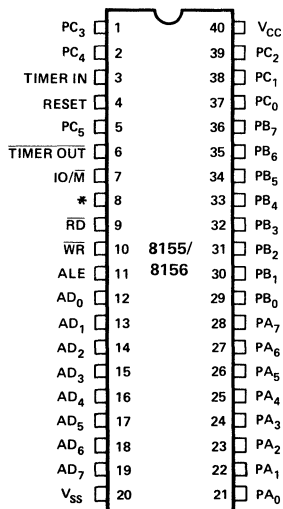 PC₃ 1 40 V_CC
PC₄ 2 39 PC₂
TIMER IN 3 38 PC₁
RESET 4 37 PC₀
PC₅ 5 36 PB₇
TIMER OUT 6 35 PB₆
IO/M̅ 7 34 PB₅
* 8 33 PB₄
R̅D̅ 9 32 PB₃
W̅R̅ 10 8155/ 31 PB₂
ALE 11 8156 30 PB₁
AD₀ 12 29 PB₀
AD₁ 13 28 PA₇
AD₂ 14 27 PA₆
AD₃ 15 26 PA₅
AD₄ 16 25 PA₄
AD₅ 17 24 PA₃
AD₆ 18 23 PA₂
AD₇ 19 22 PA₁
V_SS 20 21 PA₀